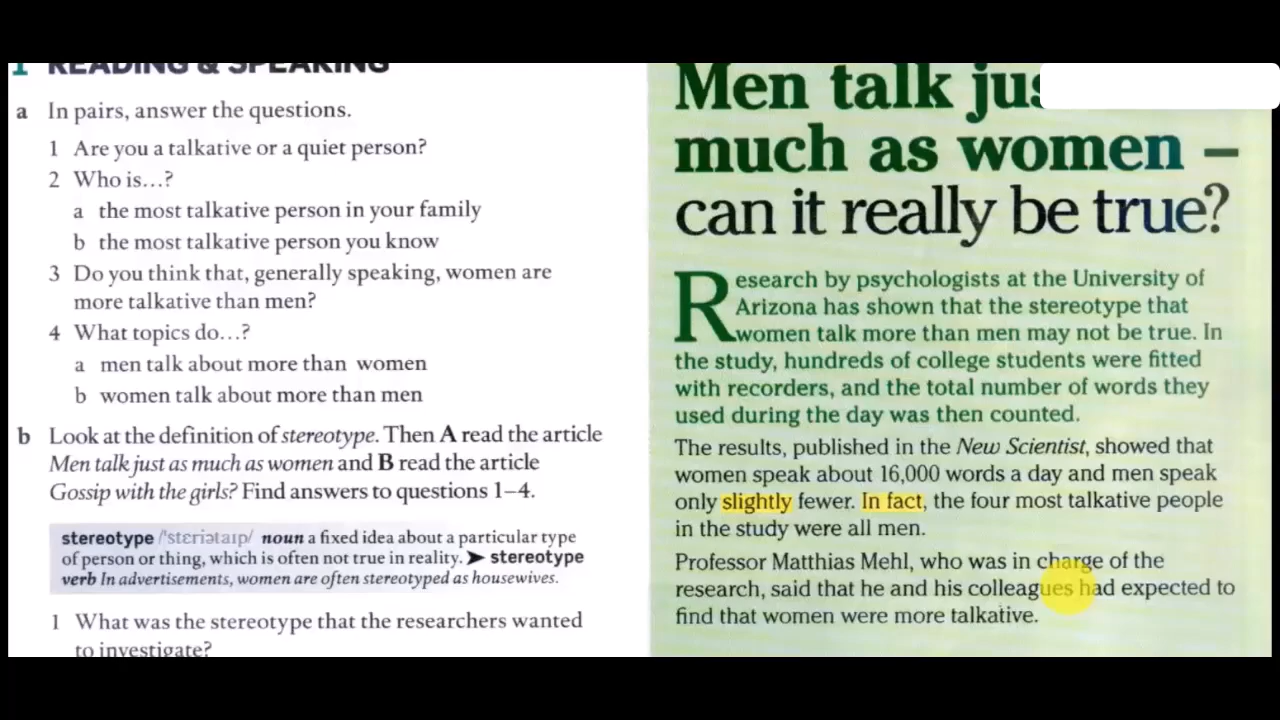 1 READING & SPEAKING
a In pairs, answer the questions.
1 Are you a talkative or a quiet person?
2 Who is...?
a the most talkative person in your family
b the most talkative person you know
3 Do you think that, generally speaking, women are
more talkative than men?
4 What topics do...?
a men talk about more than women
b women talk about more than men
b Look at the definition of stereotype. Then A read the article
Men talk just as much as women and B read the article
Gossip with the girls? Find answers to questions 1–4.
stereotype /ˈsteriətaɪp/ noun a fixed idea about a particular type
of person or thing, which is often not true in reality. ➤ stereotype
verb In advertisements, women are often stereotyped as housewives.
1 What was the stereotype that the researchers wanted
to investigate?
Men talk jus
much as women –
can it really be true?
Research by psychologists at the University of
Arizona has shown that the stereotype that
women talk more than men may not be true. In
the study, hundreds of college students were fitted
with recorders, and the total number of words they
used during the day was then counted.
The results, published in the New Scientist, showed that
women speak about 16,000 words a day and men speak
only slightly fewer. In fact, the four most talkative people
in the study were all men.
Professor Matthias Mehl, who was in charge of the
research, said that he and his colleagues had expected to
find that women were more talkative.